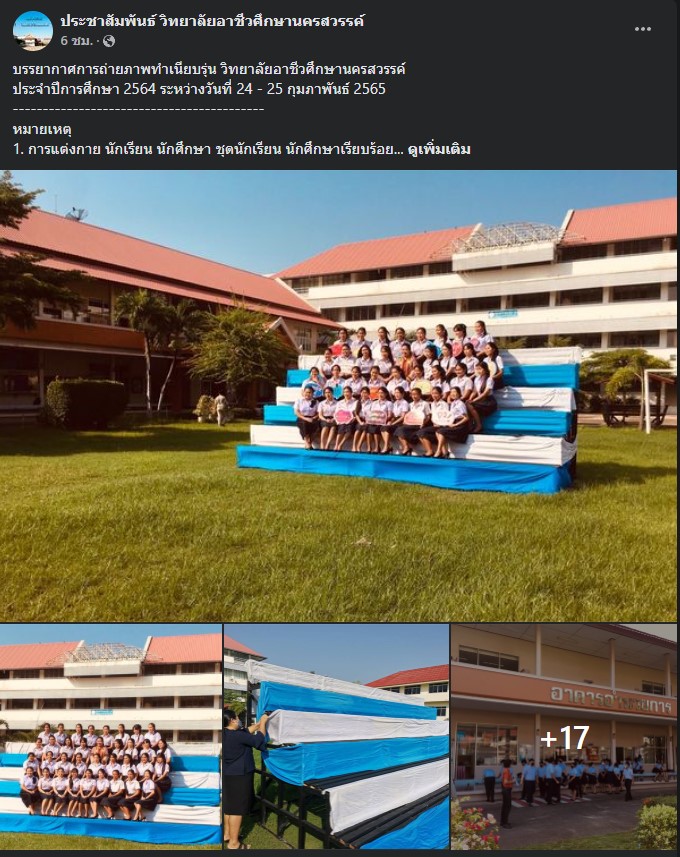 ประชาสัมพันธ์ วิทยาลัยอาชีวศึกษานครสวรรค์
6 ชม. ·
บรรยากาศการถ่ายภาพทำเนียบรุ่น วิทยาลัยอาชีวศึกษานครสวรรค์
ประจำปีการศึกษา 2564 ระหว่างวันที่ 24 - 25 กุมภาพันธ์ 2565
------------------------------------------
หมายเหตุ
1. การแต่งกาย นักเรียน นักศึกษา ชุดนักเรียน นักศึกษาเรียบร้อย... ดูเพิ่มเติม
+17